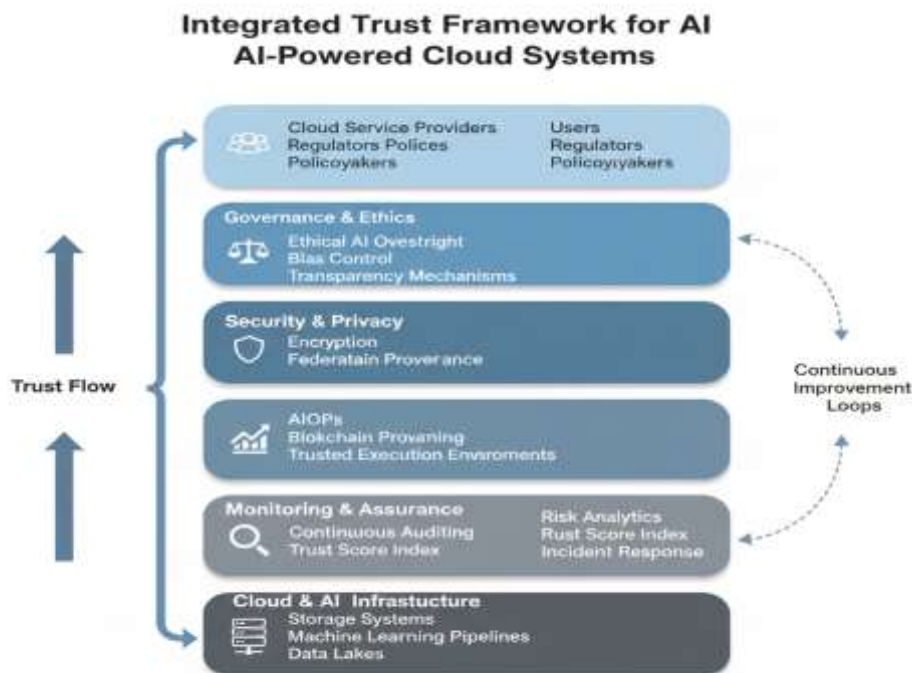 Integrated Trust Framework for AI
AI-Powered Cloud Systems
Cloud Service Providers
Regulators Polices
Policoyakers
Users
Regulators
Policoyıyakers
Governance & Ethics
Ethical AI Ovestright
Blaa Control
Transparency Mechanisms
Security & Privacy
Encryption
Federatain Proverance
AIOPs
Blokchain Provaning
Trusted Execution Envsroments
Monitoring & Assurance
Continuous Auditing
Trust Score Index
Risk Analytics
Rust Score Index
Incident Response
Cloud & AI Infrastucture
Storage Systems
Machine Learning Pipelines
Data Lakes
Trust Flow
Continuous
Improvement
Loops